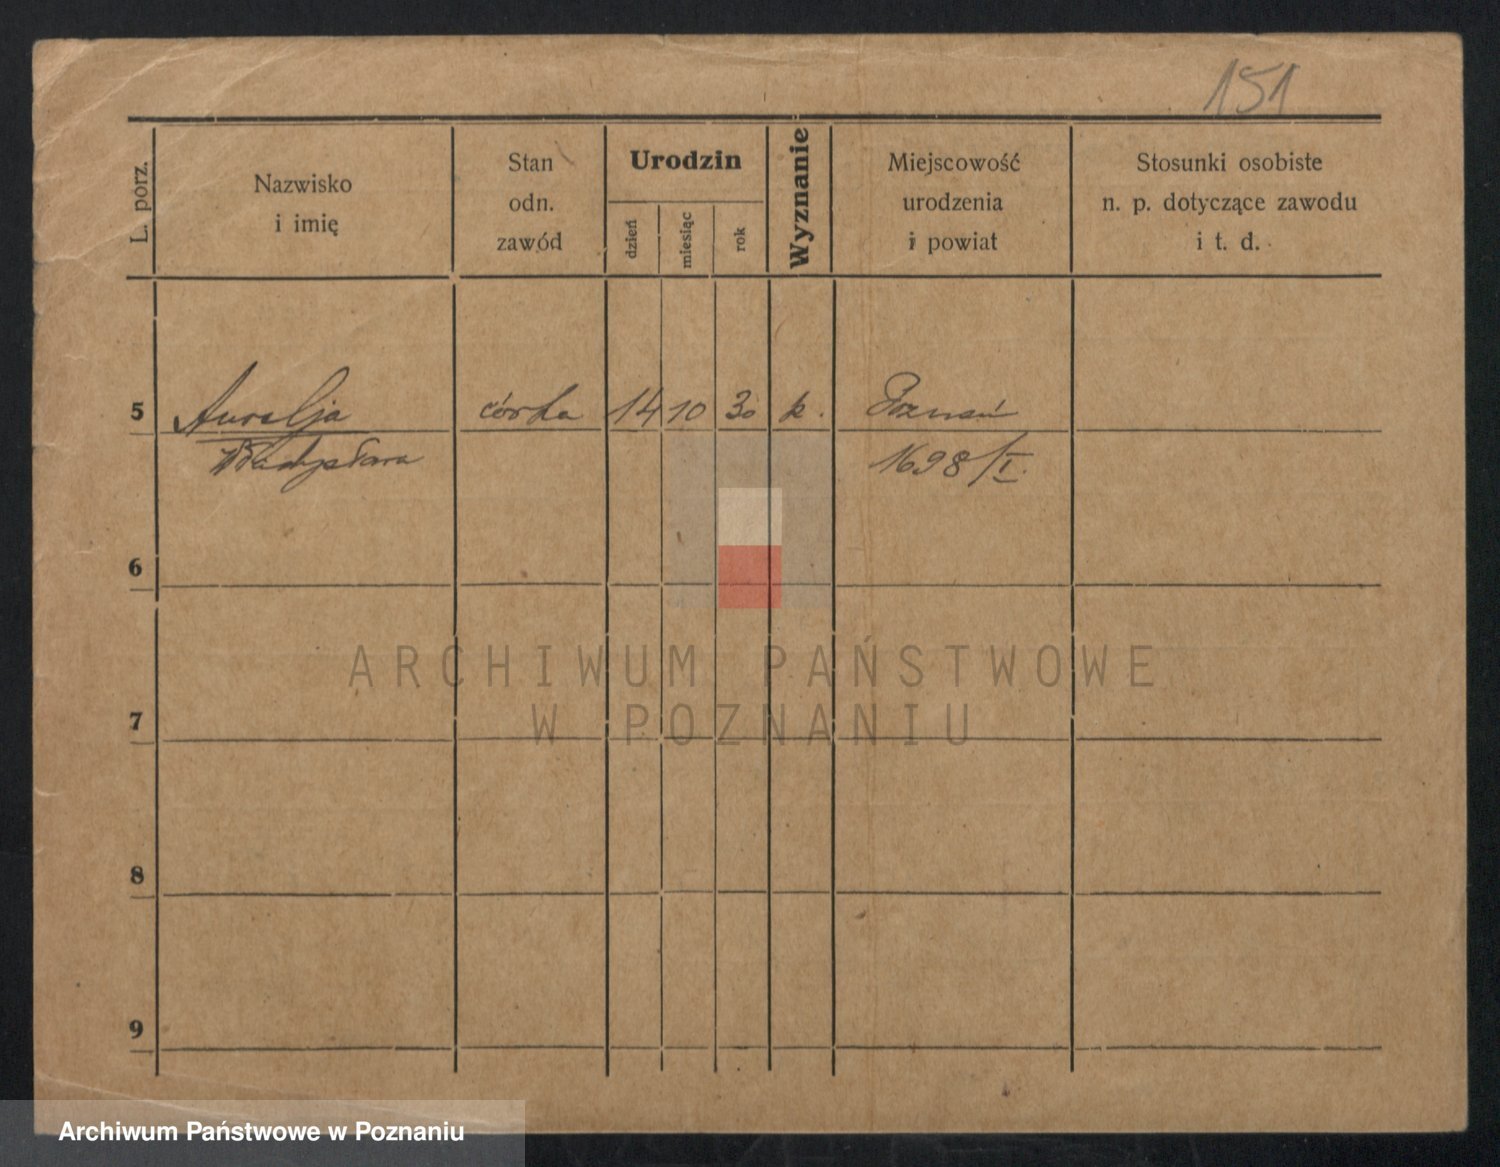 151
L. porz.
Nazwisko
i imię
Stan
odn.
zawód
Urodzin
dzień
miesiąc
rok
Wyznanie
Miejscowość
urodzenia
i powiat
Stosunki osobiste
n. p. dotyczące zawodu
i t. d.
5 Aurelja córka 14 10 30 k. Poznań
Władysława 1698/I.
6
7
8
9
ARCHIWUM PAŃSTWOWE
W POZNANIU
Archiwum Państwowe w Poznaniu